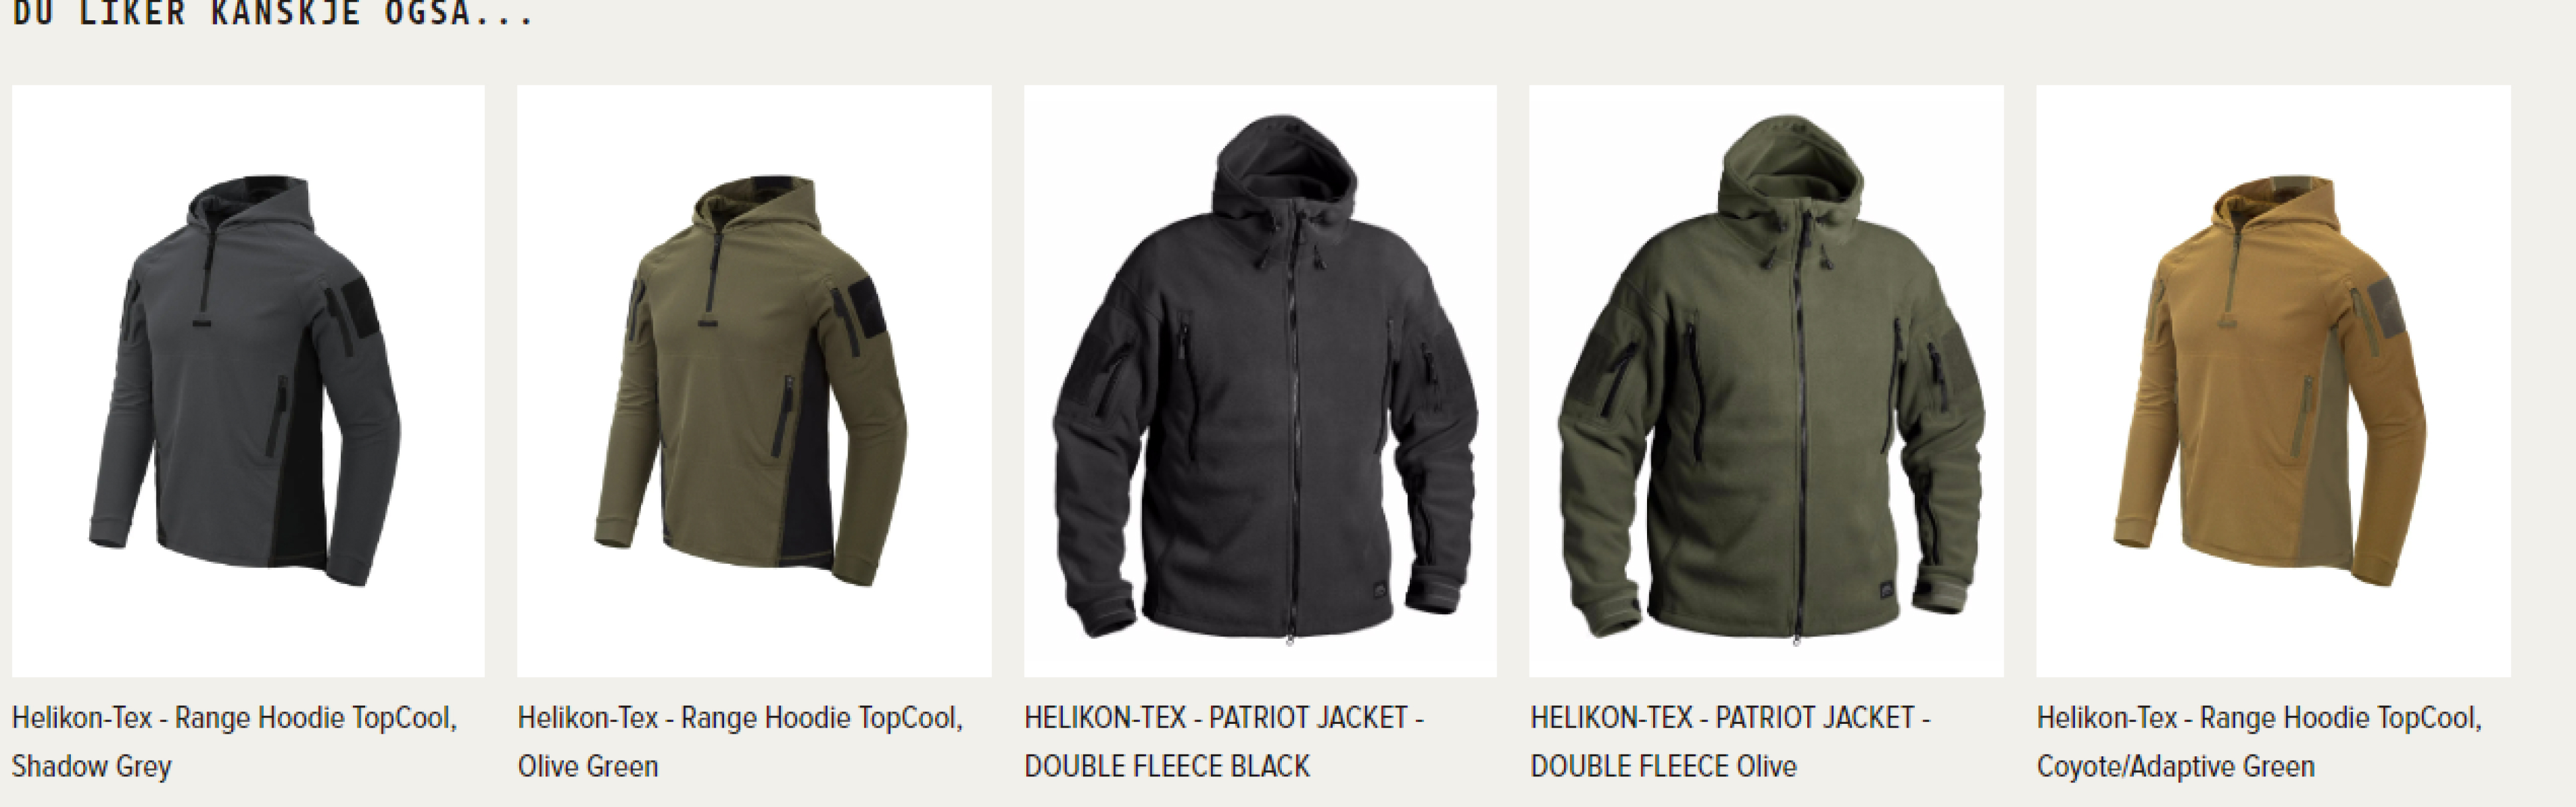 DU LIKER KANSKJE OGSÅ...
Helikon-Tex - Range Hoodie TopCool,
Shadow Grey
Helikon-Tex - Range Hoodie TopCool,
Olive Green
HELIKON-TEX - PATRIOT JACKET -
DOUBLE FLEECE BLACK
HELIKON-TEX - PATRIOT JACKET -
DOUBLE FLEECE Olive
Helikon-Tex - Range Hoodie TopCool,
Coyote/Adaptive Green